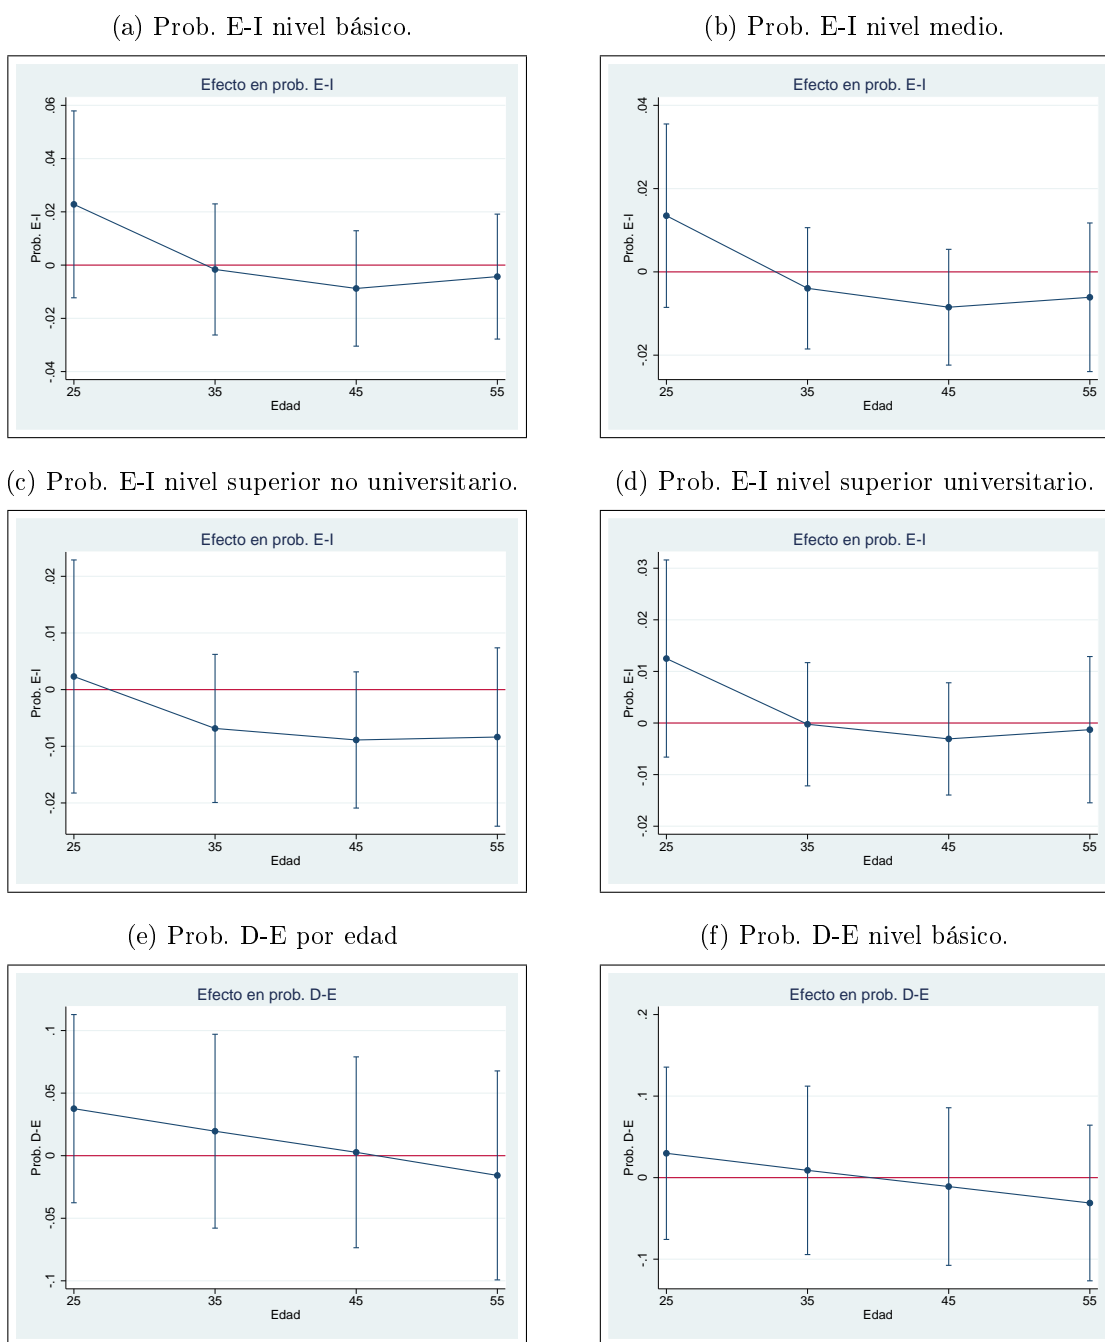 (a) Prob. E-I nivel básico.
Efecto en prob. E-I
Prob. E-I
.06
.04
.02
0
-.02
-.04
25 35 45 55
Edad
(b) Prob. E-I nivel medio.
Efecto en prob. E-I
Prob. E-I
.04
.02
0
-.02
25 35 45 55
Edad
(c) Prob. E-I nivel superior no universitario.
Efecto en prob. E-I
Prob. E-I
.02
.01
0
-.01
-.02
25 35 45 55
Edad
(d) Prob. E-I nivel superior universitario.
Efecto en prob. E-I
Prob. E-I
.03
.02
.01
0
-.01
-.02
25 35 45 55
Edad
(e) Prob. D-E por edad
Efecto en prob. D-E
Prob. D-E
.1
.05
0
-.05
-.1
25 35 45 55
Edad
(f) Prob. D-E nivel básico.
Efecto en prob. D-E
Prob. D-E
.2
.1
0
-.1
25 35 45 55
Edad